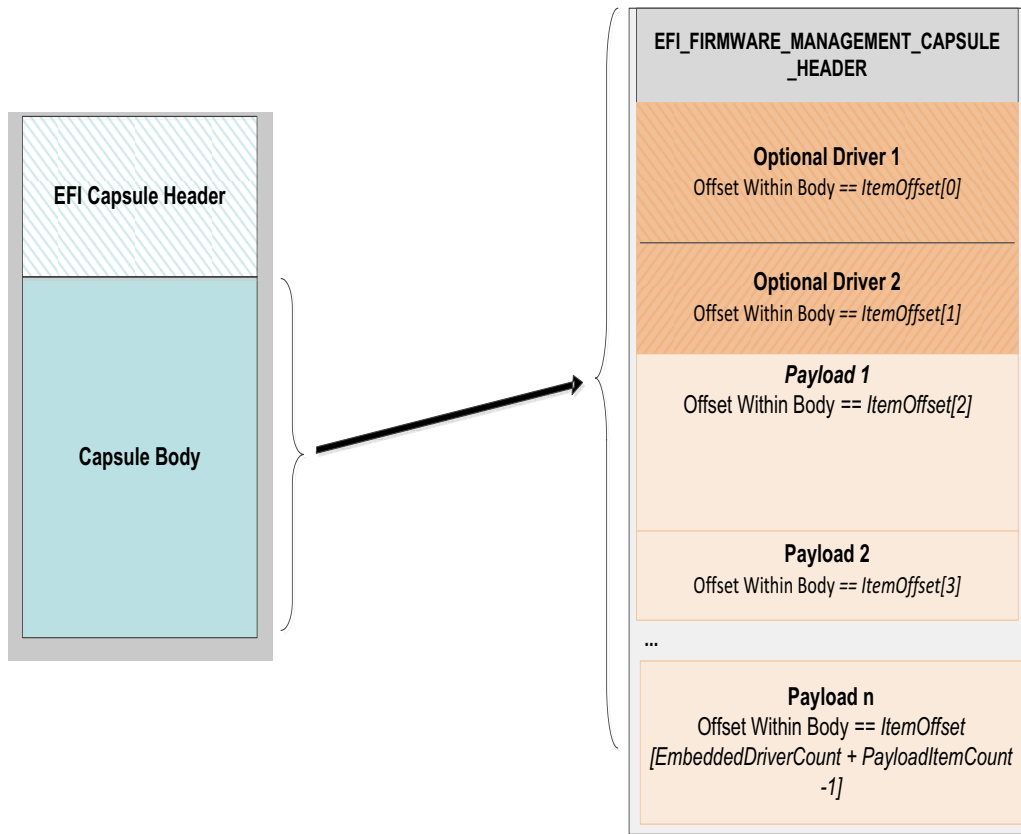 EFI Capsule Header
Capsule Body
EFI_FIRMWARE_MANAGEMENT_CAPSULE
_HEADER
Optional Driver 1
Offset Within Body == ItemOffset[0]
Optional Driver 2
Offset Within Body == ItemOffset[1]
Payload 1
Offset Within Body == ItemOffset[2]
Payload 2
Offset Within Body == ItemOffset[3]
...
Payload n
Offset Within Body == ItemOffset
[EmbeddedDriverCount + PayloadItemCount
-1]